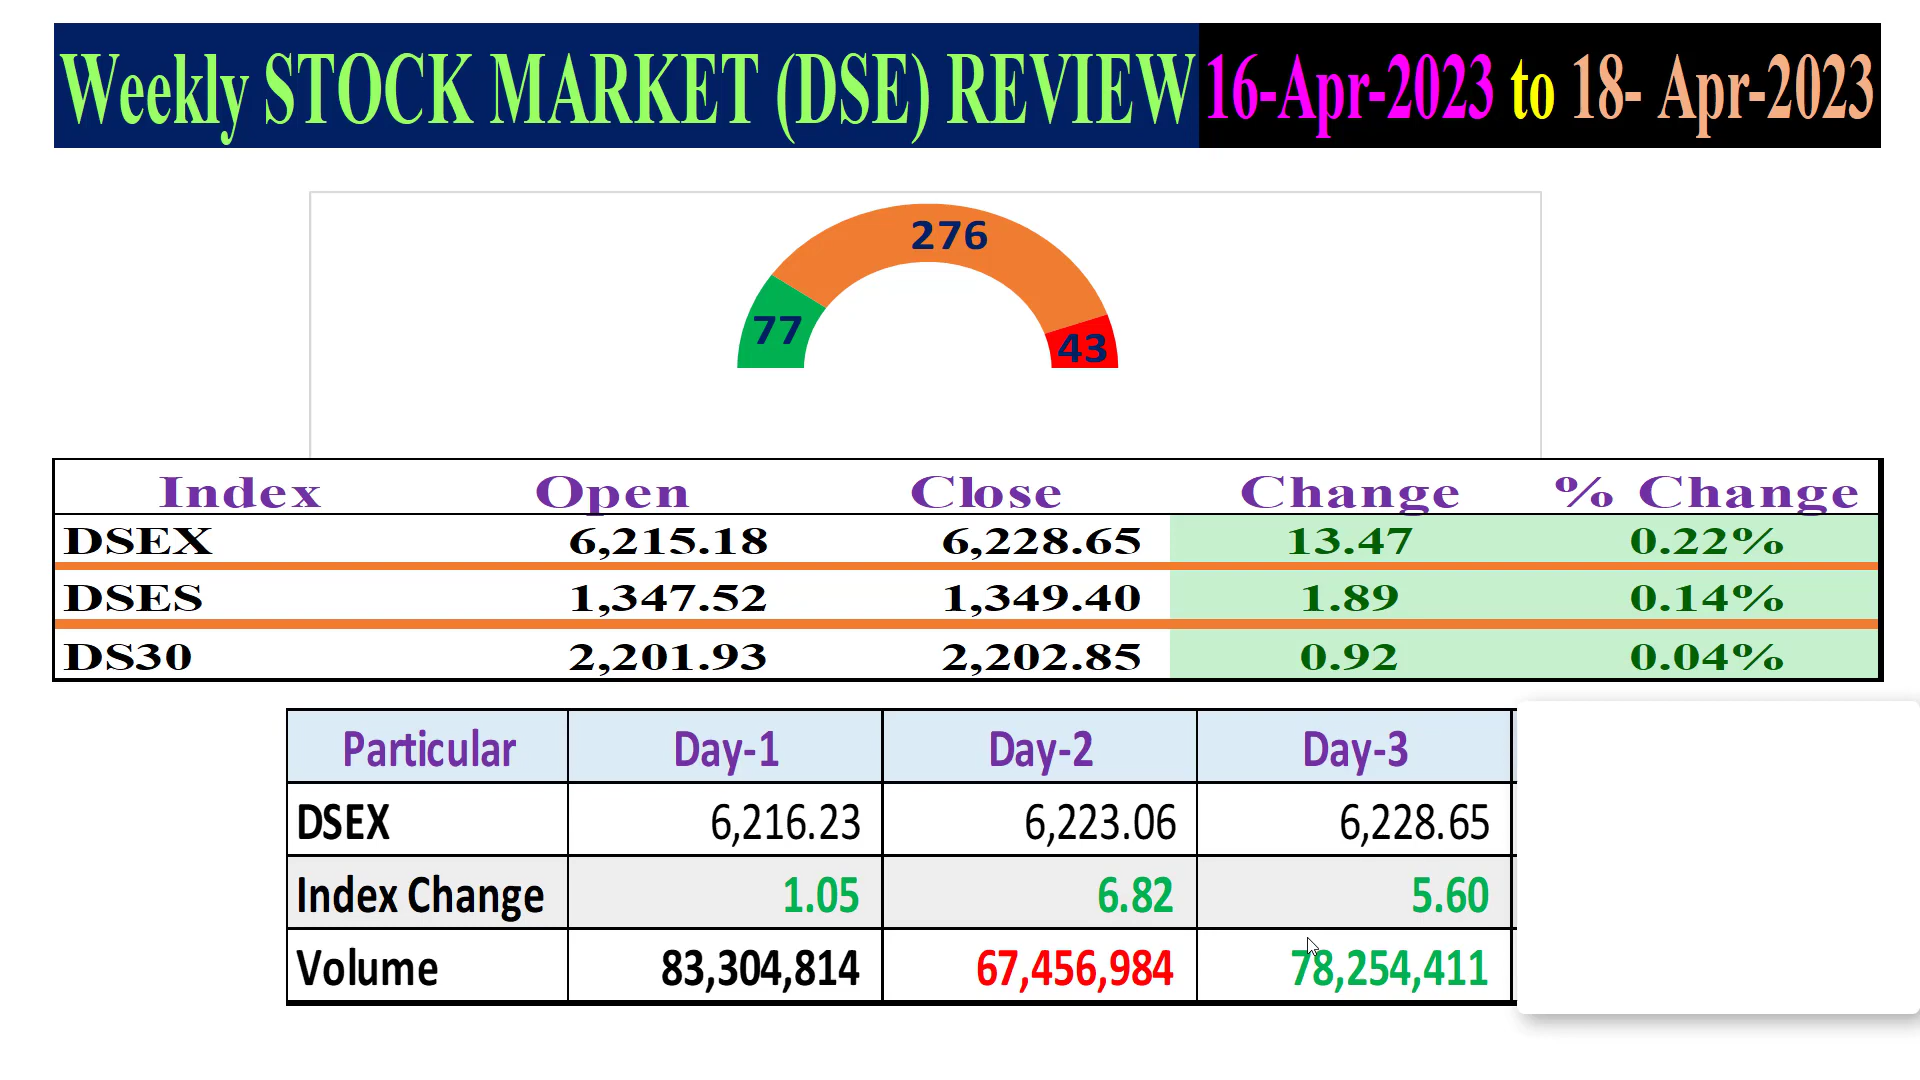 Weekly STOCK MARKET (DSE) REVIEW 16-Apr-2023 to 18- Apr-2023
276
77
43
Index Open Close Change % Change
DSEX 6,215.18 6,228.65 13.47 0.22%
DSES 1,347.52 1,349.40 1.89 0.14%
DS30 2,201.93 2,202.85 0.92 0.04%
Particular Day-1 Day-2 Day-3
DSEX 6,216.23 6,223.06 6,228.65
Index Change 1.05 6.82 5.60
Volume 83,304,814 67,456,984 78,254,411